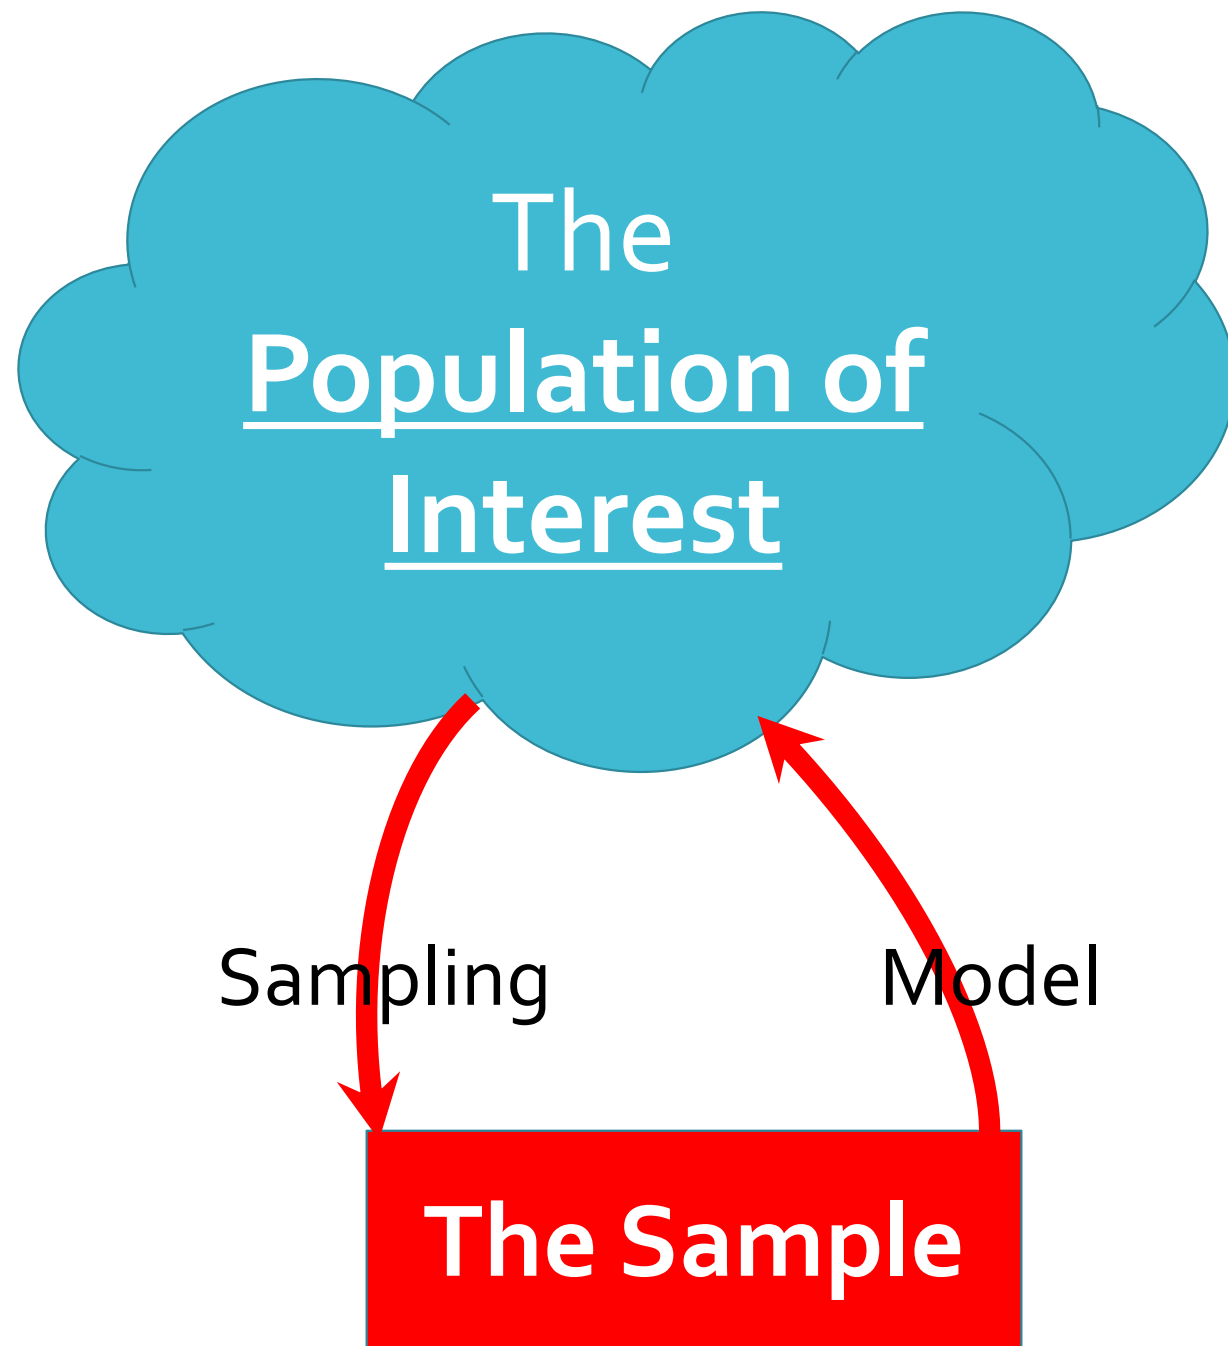 The
Population of
Interest
Sampling
Model
The Sample